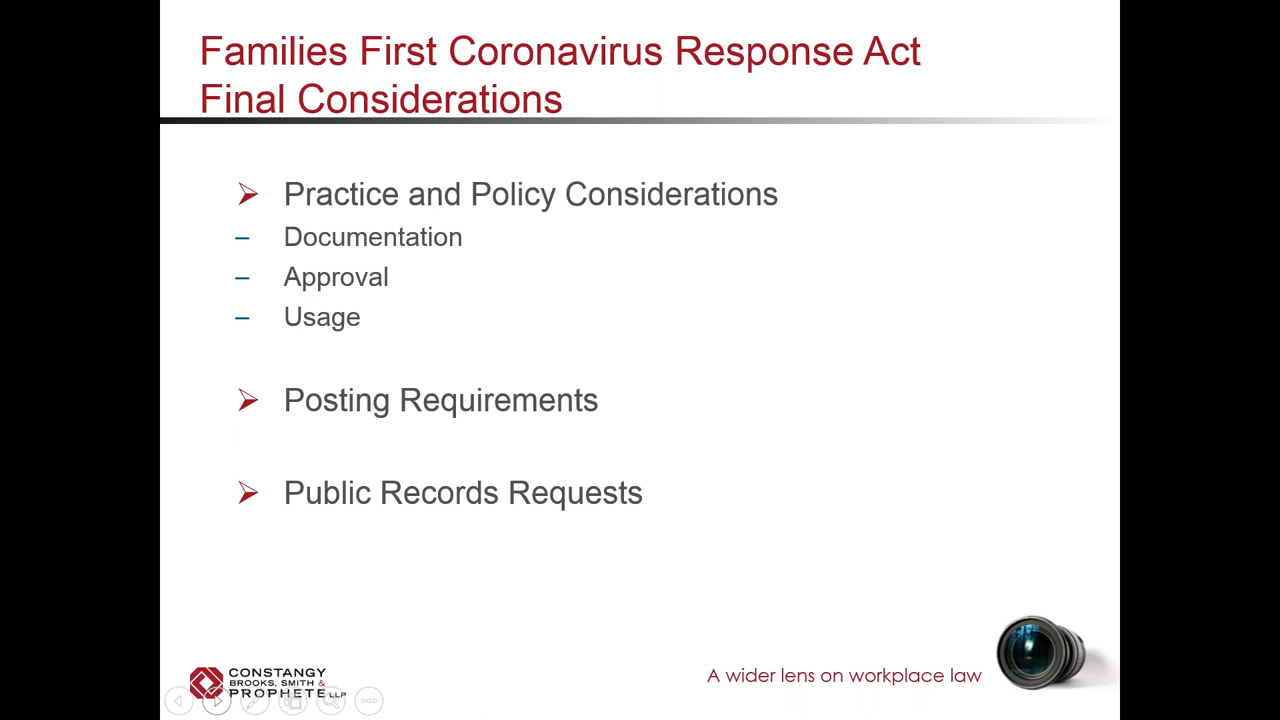 Families First Coronavirus Response Act
Final Considerations
Practice and Policy Considerations
– Documentation
– Approval
– Usage
Posting Requirements
Public Records Requests
CONSTANGY
BROOKS, SMITH &
PROPHETE LLP
A wider lens on workplace law